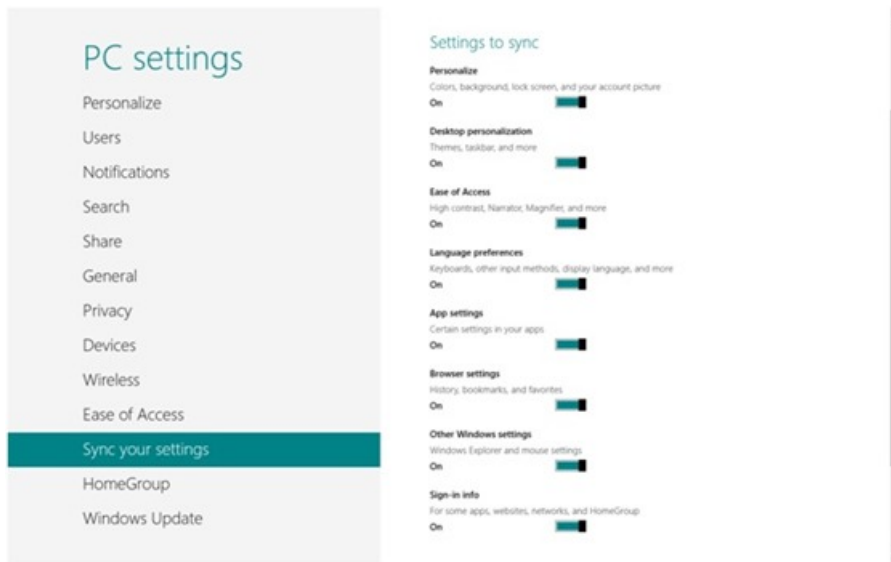 PC settings
Personalize
Users
Notifications
Search
Share
General
Privacy
Devices
Wireless
Ease of Access
Sync your settings
HomeGroup
Windows Update
Settings to sync
Personalize
Colors, background, lock screen, and your account picture
On
Desktop personalization
Themes, taskbar, and more
On
Ease of Access
High contrast, Narrator, Magnifier, and more
On
Language preferences
Keyboards, other input methods, display language, and more
On
App settings
Certain settings in your apps
On
Browser settings
History, bookmarks, and favorites
On
Other Windows settings
Windows Explorer and mouse settings
On
Sign-in info
For some apps, websites, networks, and HomeGroup
On